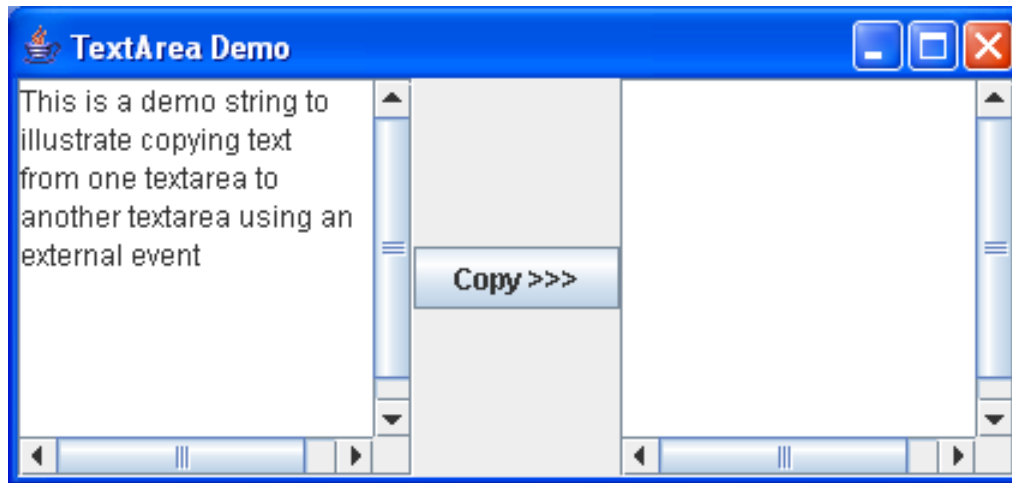 TextArea Demo
This is a demo string to
illustrate copying text
from one textarea to
another textarea using an
external event
Copy >>>